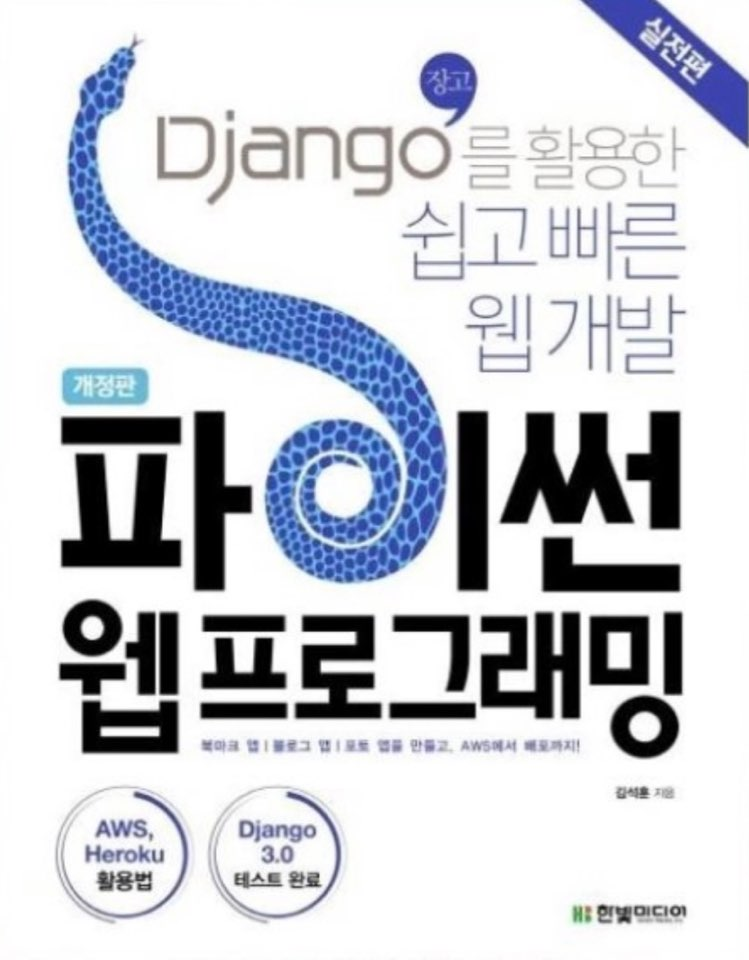 실전편
장고
Django를 활용한
쉽고 빠른
웹 개발
개정판
파이썬
웹 프로그래밍
북마크 앱 | 블로그 앱 | 포토 앱을 만들고, AWS에서 배포까지!
김석훈 지음
AWS,
Heroku
활용법
Django
3.0
테스트 완료
HB 한빛미디어